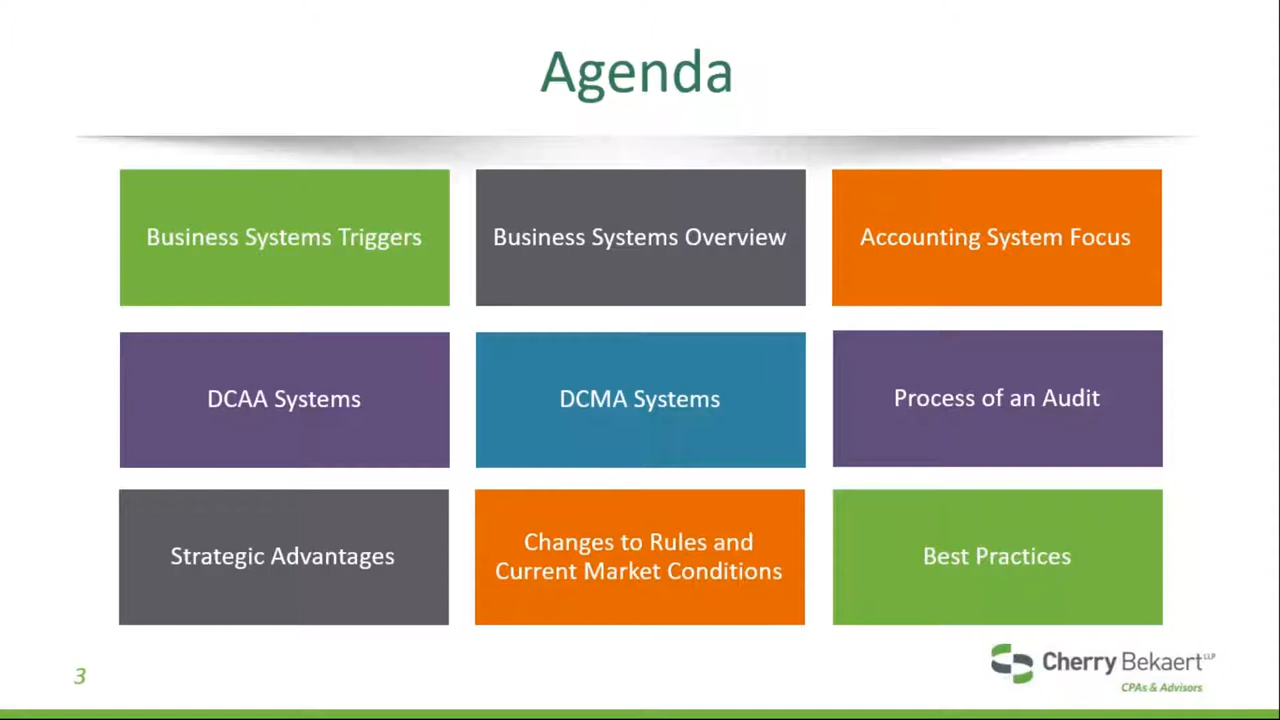 Agenda
Business Systems Triggers
Business Systems Overview
Accounting System Focus
DCAA Systems
DCMA Systems
Process of an Audit
Strategic Advantages
Changes to Rules and
Current Market Conditions
Best Practices
3
Cherry Bekaert LLP
CPAs & Advisors